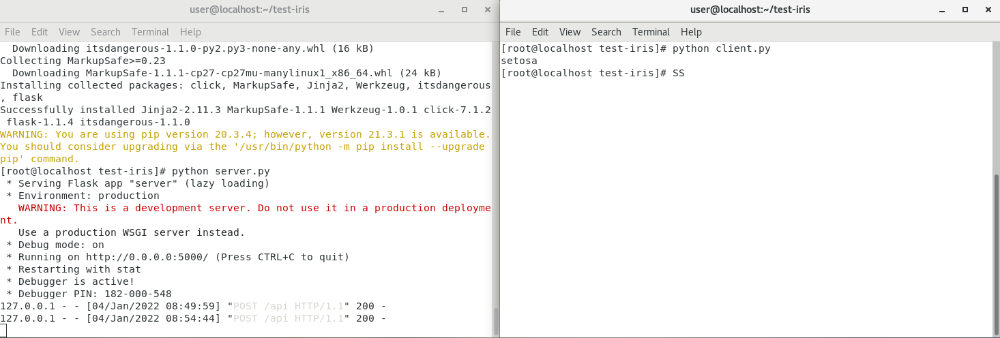 user@localhost:~/test-iris
File Edit View Search Terminal Help
  Downloading itsdangerous-1.1.0-py2.py3-none-any.whl (16 kB)
Collecting MarkupSafe>=0.23
  Downloading MarkupSafe-1.1.1-cp27-cp27mu-manylinux1_x86_64.whl (24 kB)
Installing collected packages: click, MarkupSafe, Jinja2, Werkzeug, itsdangerous
, flask
Successfully installed Jinja2-2.11.3 MarkupSafe-1.1.1 Werkzeug-1.0.1 click-7.1.2
 flask-1.1.4 itsdangerous-1.1.0
WARNING: You are using pip version 20.3.4; however, version 21.3.1 is available.
You should consider upgrading via the '/usr/bin/python -m pip install --upgrade
pip' command.
[root@localhost test-iris]# python server.py
 * Serving Flask app "server" (lazy loading)
 * Environment: production
   WARNING: This is a development server. Do not use it in a production deployme
nt.
   Use a production WSGI server instead.
 * Debug mode: on
 * Running on http://0.0.0.0:5000/ (Press CTRL+C to quit)
 * Restarting with stat
 * Debugger is active!
 * Debugger PIN: 182-000-548
127.0.0.1 - - [04/Jan/2022 08:49:59] "POST /api HTTP/1.1" 200 -
127.0.0.1 - - [04/Jan/2022 08:54:44] "POST /api HTTP/1.1" 200 -
user@localhost:~/test-iris
File Edit View Search Terminal Help
[root@localhost test-iris]# python client.py
setosa
[root@localhost test-iris]# SS